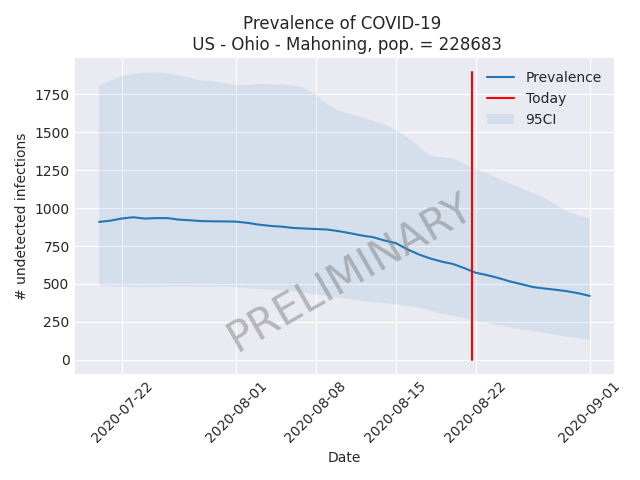 Prevalence of COVID-19
US - Ohio - Mahoning, pop. = 228683
Prevalence
Today
95CI
1750
1500
1250
1000
750
500
250
0
# undetected infections
PRELIMINARY
2020-07-22
2020-08-01
2020-08-08
2020-08-15
2020-08-22
2020-09-01
Date